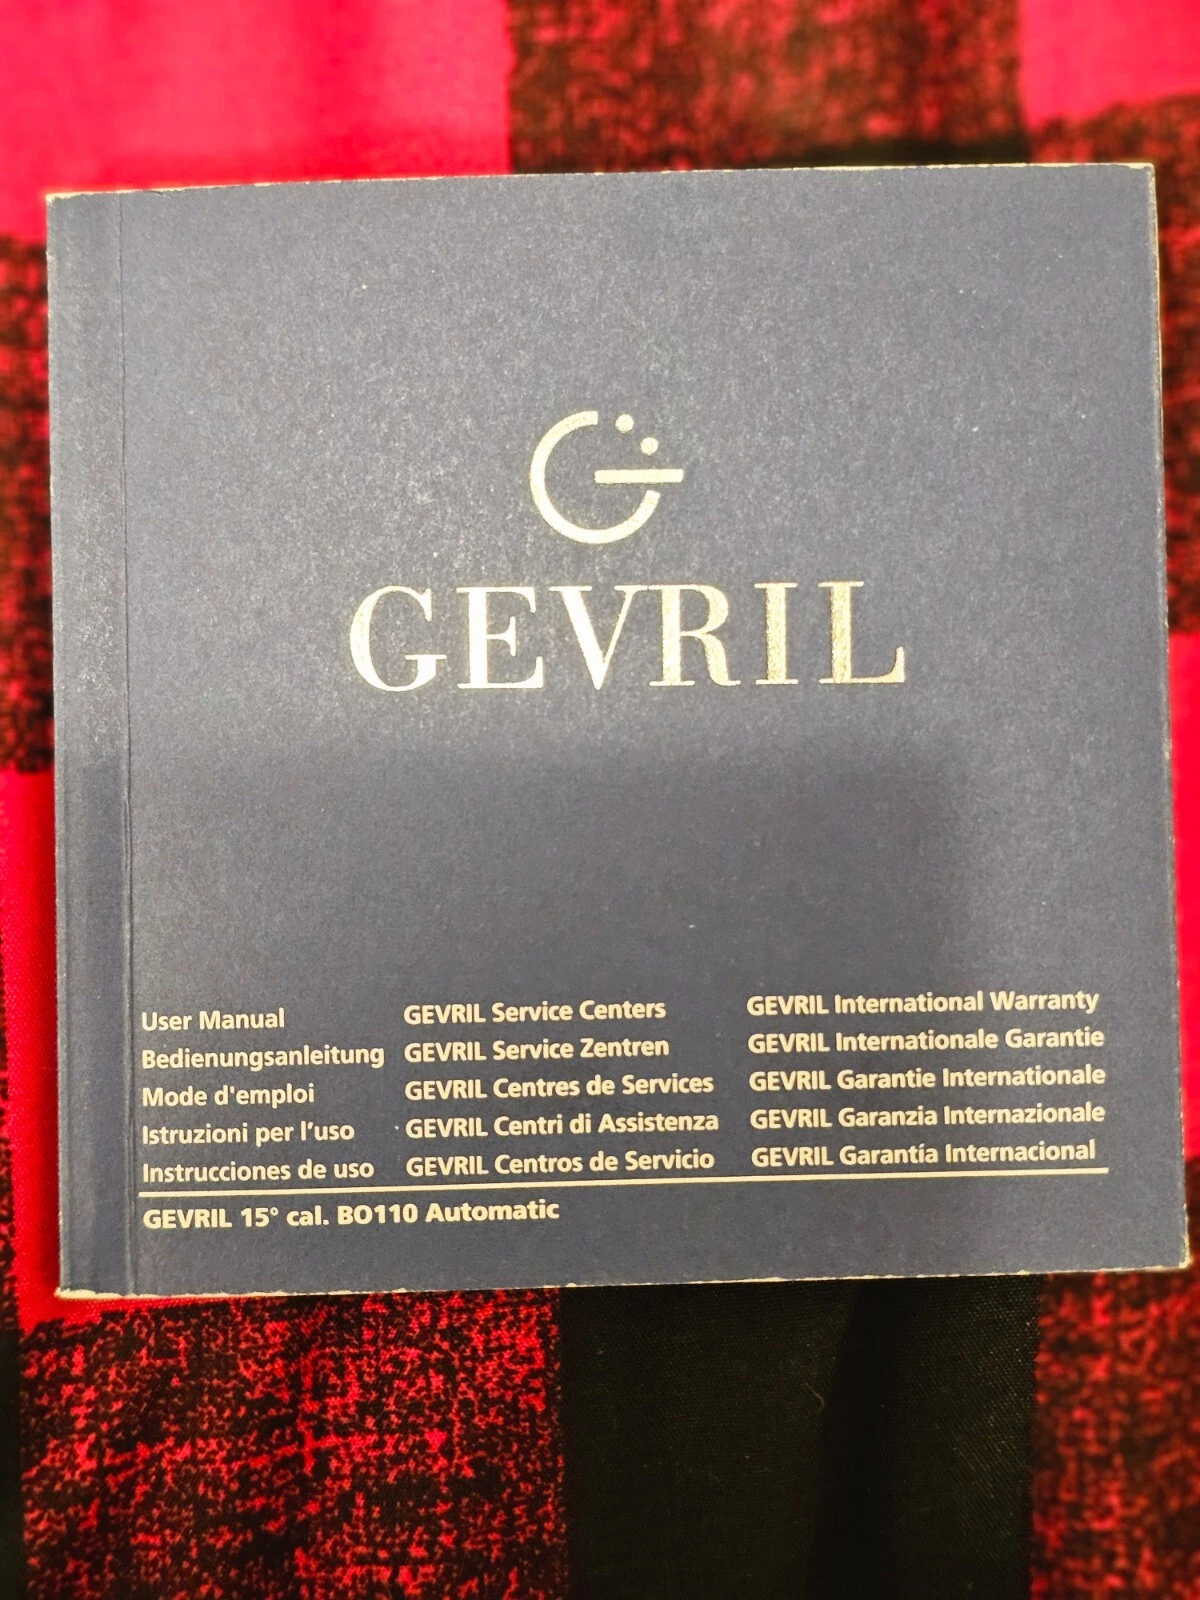 GEVRIL
User Manual
Bedienungsanleitung
Mode d'emploi
Istruzioni per l'uso
Instrucciones de uso
GEVRIL Service Centers
GEVRIL Service Zentren
GEVRIL Centres de Services
GEVRIL Centri di Assistenza
GEVRIL Centros de Servicio
GEVRIL International Warranty
GEVRIL Internationale Garantie
GEVRIL Garantie Internationale
GEVRIL Garanzia Internazionale
GEVRIL Garantía Internacional
GEVRIL 15° cal. BO110 Automatic